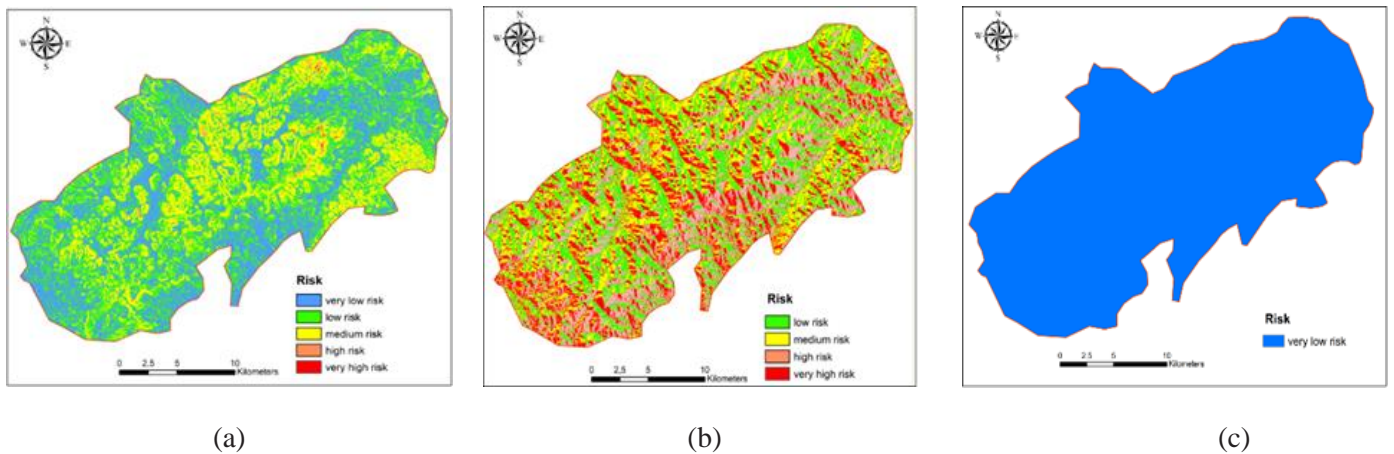 N
W E
S
Risk
very low risk
low risk
medium risk
high risk
very high risk
0 2.5 5 10
Kilometers
(a)
N
W E
S
Risk
low risk
medium risk
high risk
very high risk
0 2.5 5 10
Kilometers
(b)
N
W E
S
Risk
very low risk
0 2.5 5 10
Kilometers
(c)